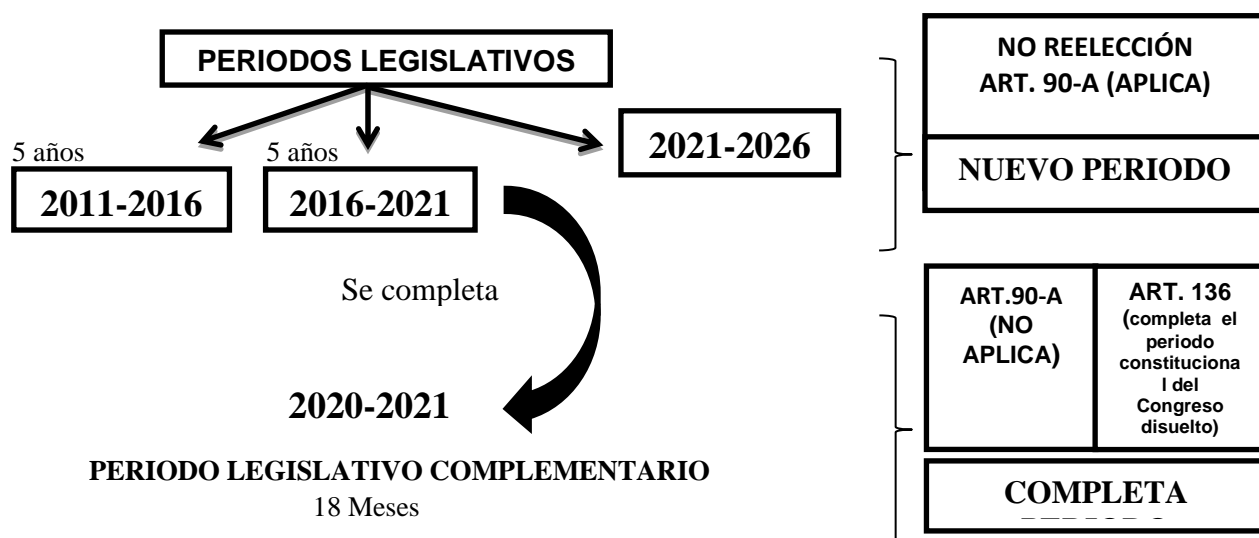 PERIODOS LEGISLATIVOS
5 años
2011-2016
5 años
2016-2021
2021-2026
NO REELECCIÓN
ART. 90-A (APLICA)
NUEVO PERIODO
Se completa
2020-2021
PERIODO LEGISLATIVO COMPLEMENTARIO
18 Meses
ART.90-A
(NO
APLICA)
ART. 136
(completa el
periodo
constituciona
l del
Congreso
disuelto)
COMPLETA